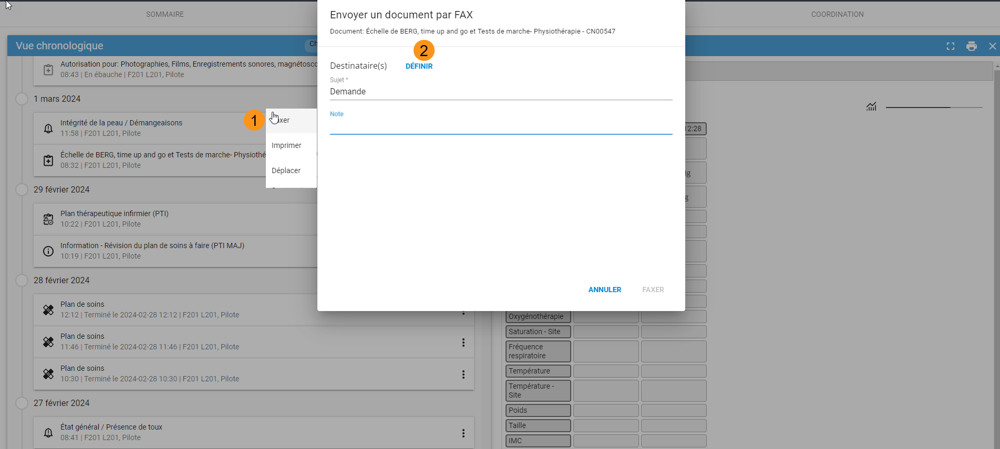 SOMMAIRE
COORDINATION
Vue chronologique
Ch
Autorisation pour: Photographies, Films, Enregistrements sonores, magnétosco
08:43 | En ébauche | F201 L201, Pilote
1 mars 2024
Intégrité de la peau / Démangeaisons
11:58 | F201 L201, Pilote
Échelle de BERG, time up and go et Tests de marche- Physiothé
08:32 | F201 L201, Pilote
29 février 2024
Plan thérapeutique infirmier (PTI)
10:22 | F201 L201, Pilote
Information - Révision du plan de soins à faire (PTI MAJ)
10:19 | F201 L201, Pilote
28 février 2024
Plan de soins
12:12 | Terminé le 2024-02-28 12:12 | F201 L201, Pilote
Plan de soins
11:46 | Terminé le 2024-02-28 11:46 | F201 L201, Pilote
Plan de soins
10:30 | Terminé le 2024-02-28 10:30 | F201 L201, Pilote
27 février 2024
État général / Présence de toux
08:41 | F201 L201, Pilote
1
axer
Imprimer
Déplacer
Envoyer un document par FAX
Document: Échelle de BERG, time up and go et Tests de marche- Physiothérapie - CN00547
2
Destinataire(s) DÉFINIR
Sujet *
Demande
Note
ANNULER FAXER
12:28
Oxygénothérapie
Saturation - Site
Fréquence
respiratoire
Température
Température -
Site
Poids
Taille
IMC